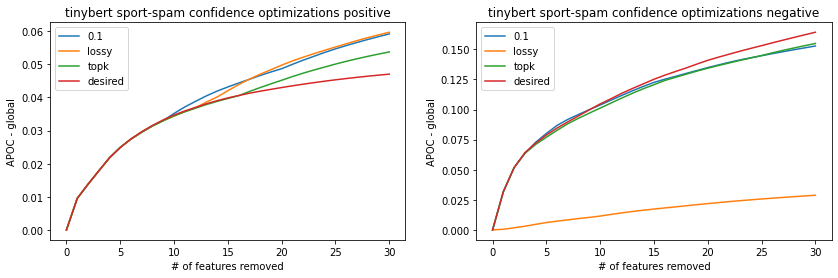 tinybert sport-spam confidence optimizations positive
0.06
0.05
0.04
0.03
0.02
0.01
0.00
APOC - global
0.1
lossy
topk
desired
0
5
10
15
20
25
30
# of features removed
tinybert sport-spam confidence optimizations negative
0.150
0.125
0.100
0.075
0.050
0.025
0.000
APOC - global
0.1
lossy
topk
desired
0
5
10
15
20
25
30
# of features removed